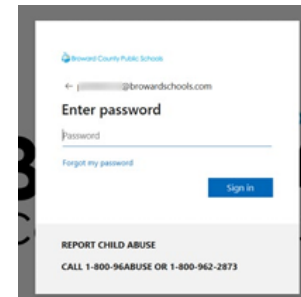 Broward County Public Schools
← j @browardschools.com
Enter password
Password
Forgot my password
Sign in
REPORT CHILD ABUSE
CALL 1-800-96ABUSE OR 1-800-962-2873